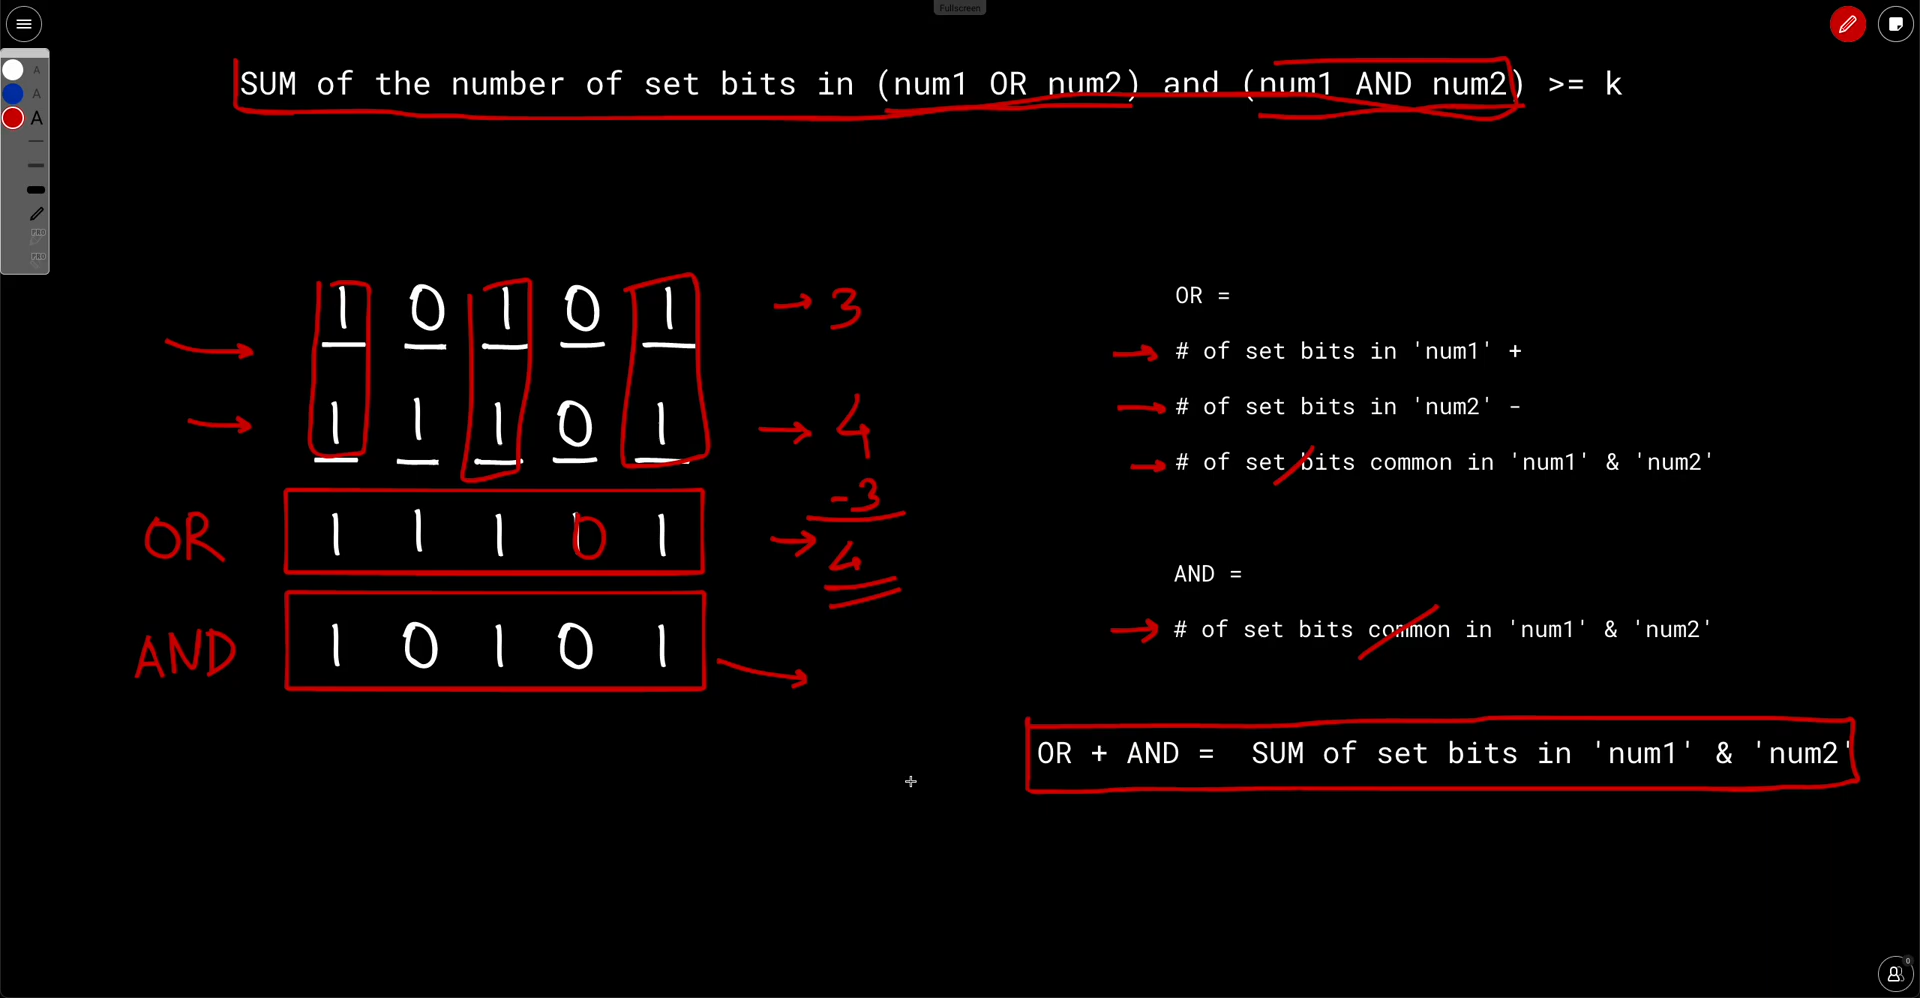 Fullscreen
A
A
A
PRO
PRO
SUM of the number of set bits in (num1 OR num2) and (num1 AND num2) >= k
1 0 1 0 1 → 3
1 1 1 0 1 → 4
-3
OR 1 1 1 0 1 → 4
AND 1 0 1 0 1 →
OR =
# of set bits in 'num1' +
# of set bits in 'num2' -
# of set bits common in 'num1' & 'num2'
AND =
# of set bits common in 'num1' & 'num2'
OR + AND = SUM of set bits in 'num1' & 'num2'
0